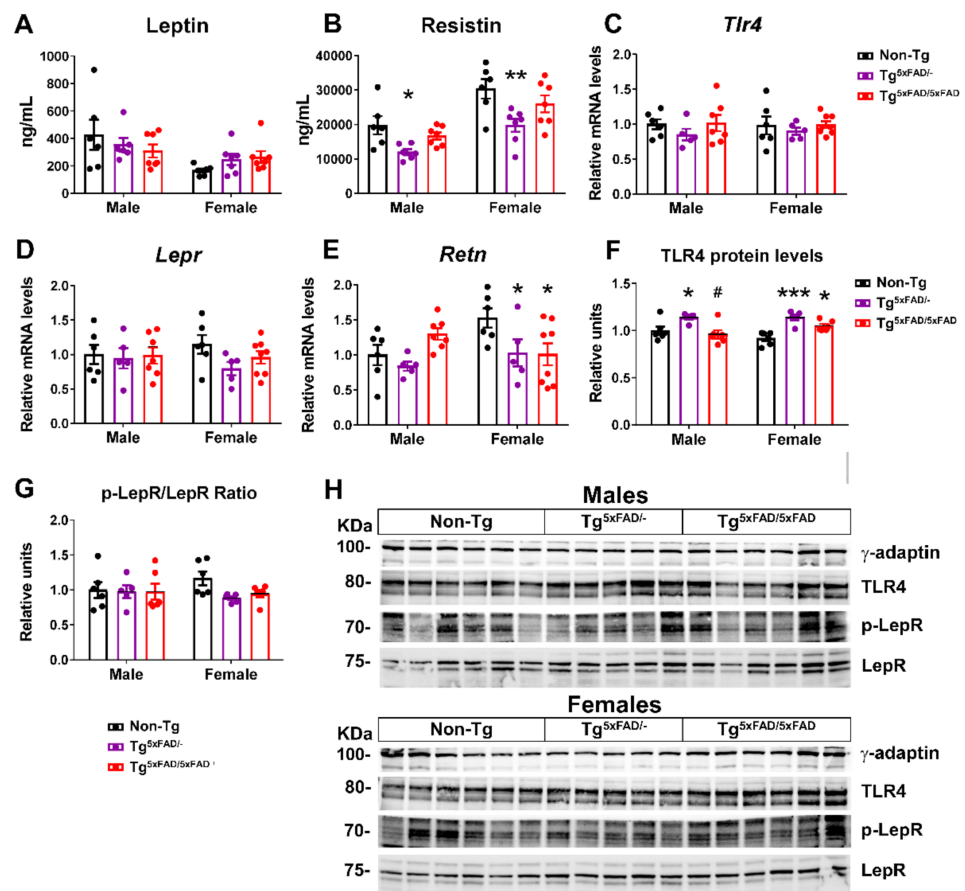 A Leptin
ng/mL
1000
800
600
400
200
0
Male Female
B Resistin
ng/mL
40000
30000
20000
10000
0
* **
Male Female
C Tlr4
Relative mRNA levels
2.0
1.5
1.0
0.5
0.0
Male Female
Non-Tg
Tg5xFAD/-
Tg5xFAD/5xFAD
D Lepr
Relative mRNA levels
2.0
1.5
1.0
0.5
0.0
Male Female
E Retn
Relative mRNA levels
2.0
1.5
1.0
0.5
0.0
* *
Male Female
F TLR4 protein levels
Relative units
1.5
1.0
0.5
0.0
* # *** *
Male Female
Non-Tg
Tg5xFAD/-
Tg5xFAD/5xFAD
G p-LepR/LepR Ratio
Relative units
2.0
1.5
1.0
0.5
0.0
Male Female
Non-Tg
Tg5xFAD/-
Tg5xFAD/5xFAD
H Males
KDa Non-Tg Tg5xFAD/- Tg5xFAD/5xFAD
100- γ-adaptin
80- TLR4
70- p-LepR
75- LepR
Females
KDa Non-Tg Tg5xFAD/- Tg5xFAD/5xFAD
100- γ-adaptin
80- TLR4
70- p-LepR
75- LepR